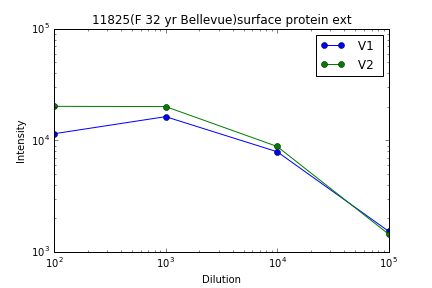 11825(F 32 yr Bellevue)surface protein ext
V1
V2
Intensity
10^5
10^4
10^3
10^2 10^3 10^4 10^5
Dilution